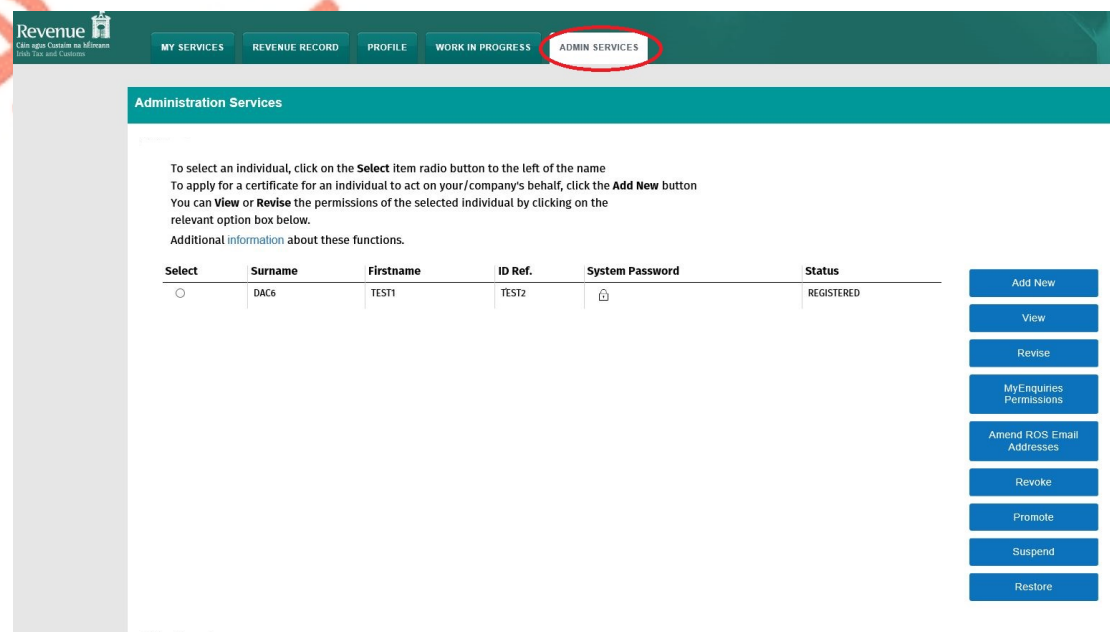 Revenue
Cáin agus Custaim na hÉireann
Irish Tax and Customs
MY SERVICES
REVENUE RECORD
PROFILE
WORK IN PROGRESS
ADMIN SERVICES
Administration Services
To select an individual, click on the Select item radio button to the left of the name
To apply for a certificate for an individual to act on your/company's behalf, click the Add New button
You can View or Revise the permissions of the selected individual by clicking on the
relevant option box below.
Additional information about these functions.
Select Surname Firstname ID Ref. System Password Status
DAC6 TEST1 TEST2 REGISTERED
Add New
View
Revise
MyEnquiries
Permissions
Amend ROS Email
Addresses
Revoke
Promote
Suspend
Restore